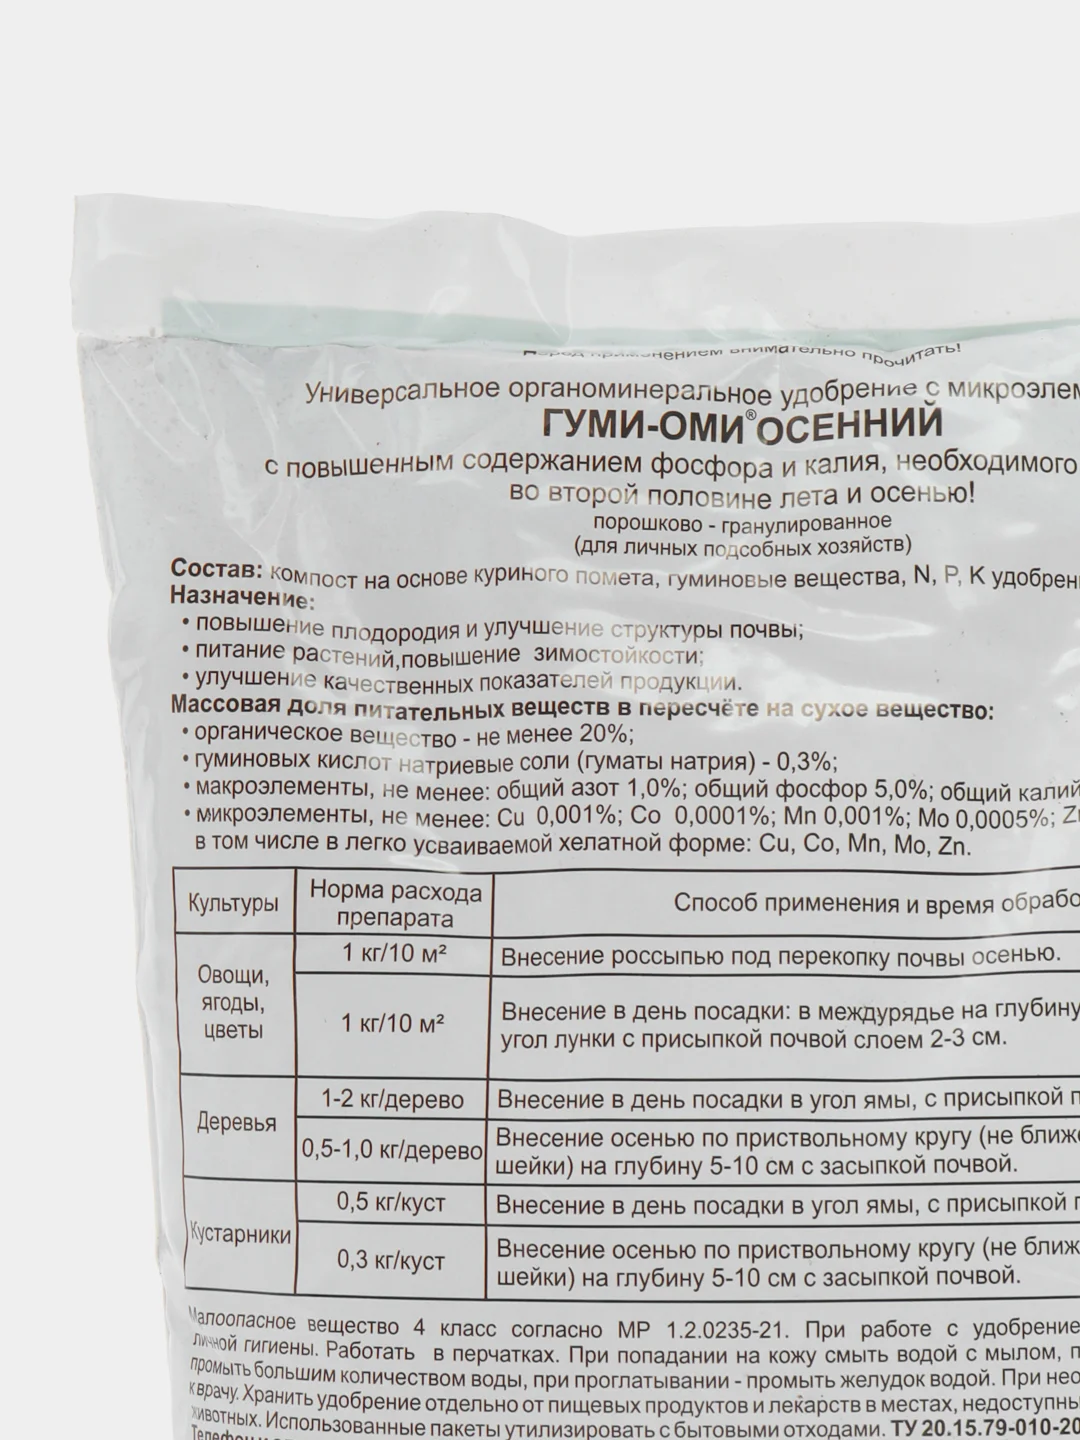 Перед применением внимательно прочитать!
Универсальное органоминеральное удобрение с микроэлем
ГУМИ-ОМИ® ОСЕННИЙ
с повышенным содержанием фосфора и калия, необходимого
во второй половине лета и осенью!
порошково - гранулированное
(для личных подсобных хозяйств)
Состав: компост на основе куриного помета, гуминовые вещества, N, P, K удобрен
Назначение:
• повышение плодородия и улучшение структуры почвы;
• питание растений,повышение зимостойкости;
• улучшение качественных показателей продукции.
Массовая доля питательных веществ в пересчёте на сухое вещество:
• органическое вещество - не менее 20%;
• гуминовых кислот натриевые соли (гуматы натрия) - 0,3%;
• макроэлементы, не менее: общий азот 1,0%; общий фосфор 5,0%; общий калий
• микроэлементы, не менее: Cu 0,001%; Co 0,0001%; Mn 0,001%; Mo 0,0005%; Zn
в том числе в легко усваиваемой хелатной форме: Cu, Co, Mn, Mo, Zn.
Культуры
Норма расхода
препарата
Способ применения и время обрабо
Овощи,
ягоды,
цветы
1 кг/10 м²
Внесение россыпью под перекопку почвы осенью.
1 кг/10 м²
Внесение в день посадки: в междурядье на глубину
угол лунки с присыпкой почвой слоем 2-3 см.
Деревья
1-2 кг/дерево
Внесение в день посадки в угол ямы, с присыпкой п
0,5-1,0 кг/дерево
Внесение осенью по приствольному кругу (не ближе
шейки) на глубину 5-10 см с засыпкой почвой.
Кустарники
0,5 кг/куст
Внесение в день посадки в угол ямы, с присыпкой п
0,3 кг/куст
Внесение осенью по приствольному кругу (не ближ
шейки) на глубину 5-10 см с засыпкой почвой.
Малоопасное вещество 4 класс согласно МР 1.2.0235-21. При работе с удобрение
личной гигиены. Работать в перчатках. При попадании на кожу смыть водой с мылом, п
промыть большим количеством воды, при проглатывании - промыть желудок водой. При нео
к врачу. Хранить удобрение отдельно от пищевых продуктов и лекарств в местах, недоступны
животных. Использованные пакеты утилизировать с бытовыми отходами. ТУ 20.15.79-010-20